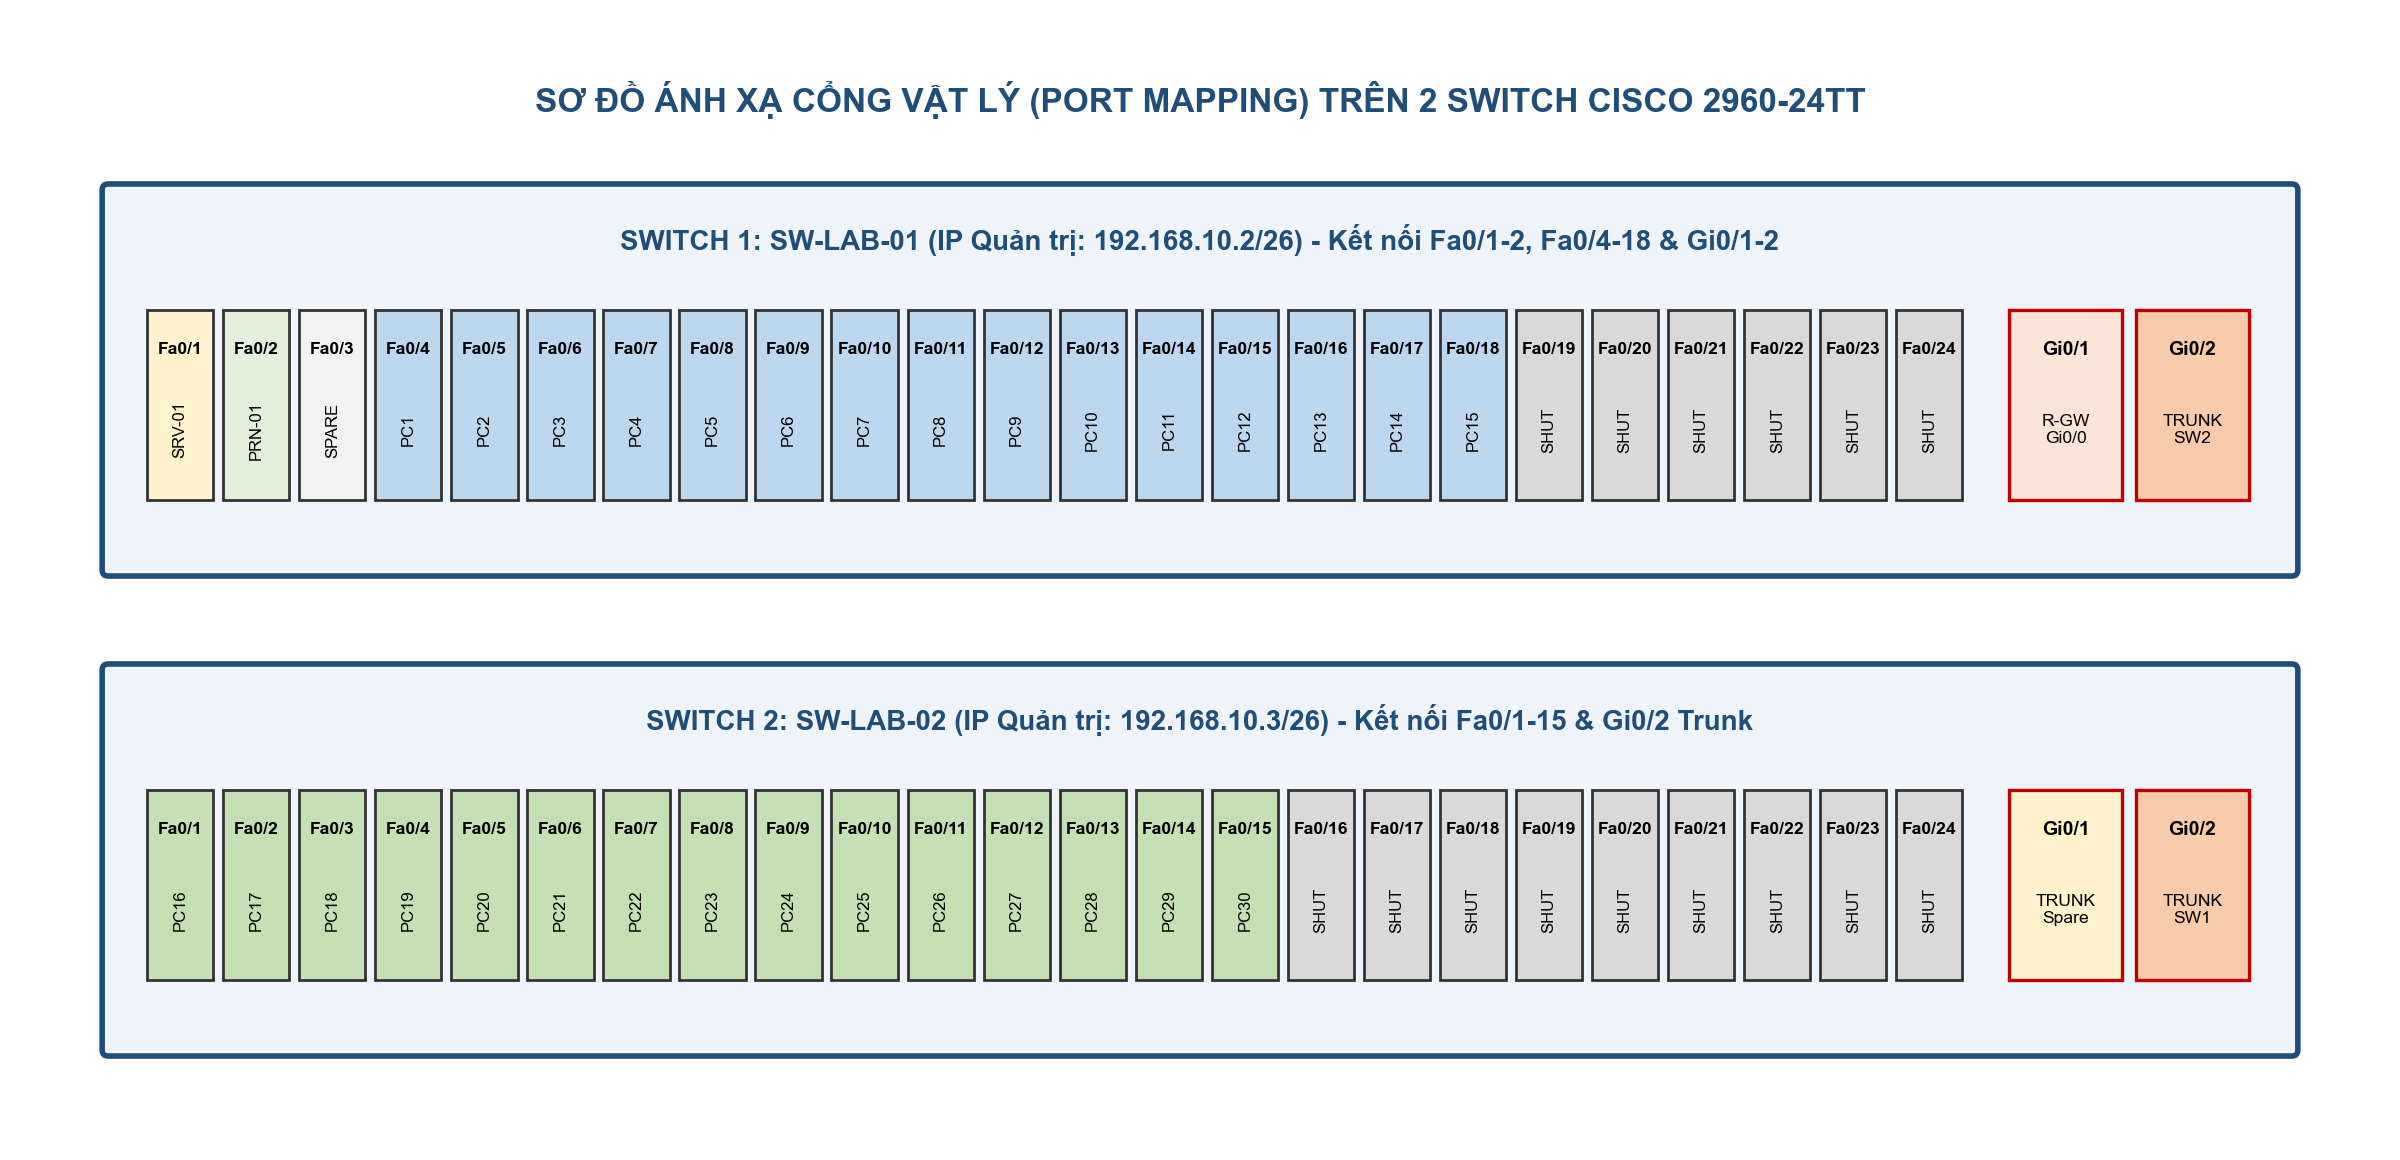 SƠ ĐỒ ÁNH XẠ CỔNG VẬT LÝ (PORT MAPPING) TRÊN 2 SWITCH CISCO 2960-24TT
SWITCH 1: SW-LAB-01 (IP Quản trị: 192.168.10.2/26) - Kết nối Fa0/1-2, Fa0/4-18 & Gi0/1-2
Fa0/1 Fa0/2 Fa0/3 Fa0/4 Fa0/5 Fa0/6 Fa0/7 Fa0/8 Fa0/9 Fa0/10 Fa0/11 Fa0/12 Fa0/13 Fa0/14 Fa0/15 Fa0/16 Fa0/17 Fa0/18 Fa0/19 Fa0/20 Fa0/21 Fa0/22 Fa0/23 Fa0/24 Gi0/1 Gi0/2
SRV-01 PRN-01 SPARE PC1 PC2 PC3 PC4 PC5 PC6 PC7 PC8 PC9 PC10 PC11 PC12 PC13 PC14 PC15 SHUT SHUT SHUT SHUT SHUT SHUT R-GW TRUNK
Gi0/0 SW2
SWITCH 2: SW-LAB-02 (IP Quản trị: 192.168.10.3/26) - Kết nối Fa0/1-15 & Gi0/2 Trunk
Fa0/1 Fa0/2 Fa0/3 Fa0/4 Fa0/5 Fa0/6 Fa0/7 Fa0/8 Fa0/9 Fa0/10 Fa0/11 Fa0/12 Fa0/13 Fa0/14 Fa0/15 Fa0/16 Fa0/17 Fa0/18 Fa0/19 Fa0/20 Fa0/21 Fa0/22 Fa0/23 Fa0/24 Gi0/1 Gi0/2
PC16 PC17 PC18 PC19 PC20 PC21 PC22 PC23 PC24 PC25 PC26 PC27 PC28 PC29 PC30 SHUT SHUT SHUT SHUT SHUT SHUT SHUT SHUT SHUT TRUNK TRUNK
Spare SW1